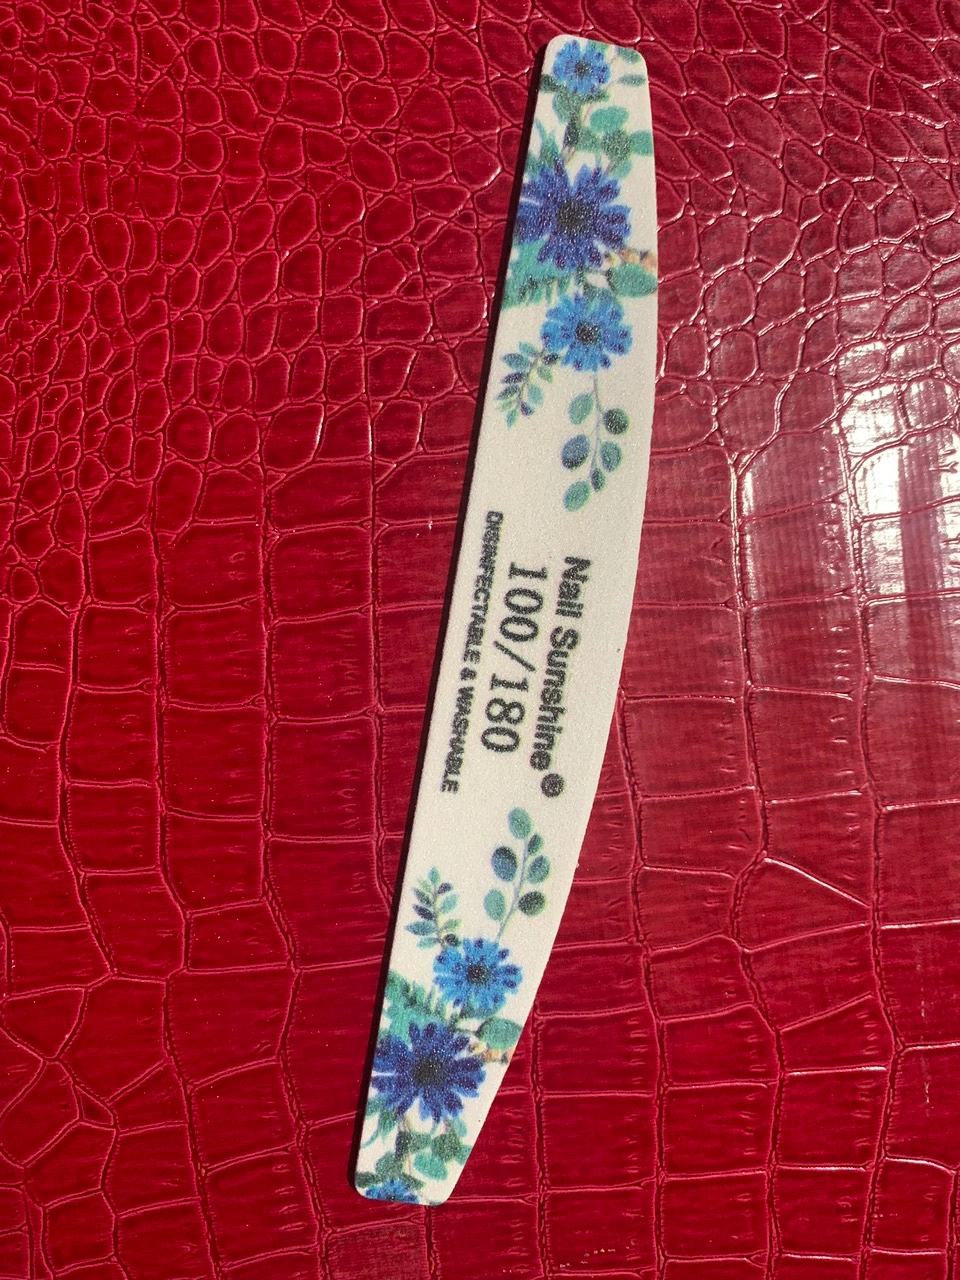 Nail Sunshine®
100/180
DISINFECTABLE & WASHABLE